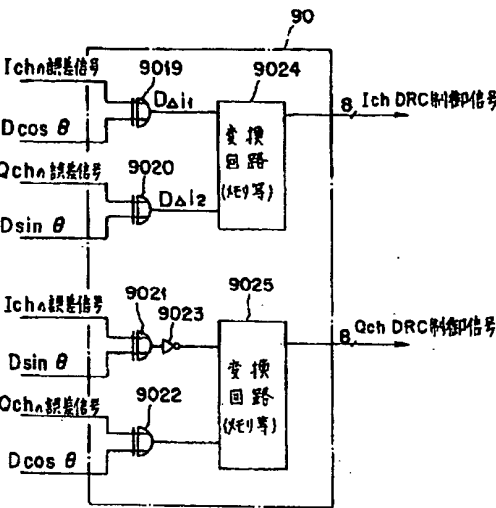 90
Ichの誤差信号
9019
9024
DΔi1
8 Ich DRC制御信号
Dcos θ
変換
回路
(メモリ等)
Qchの誤差信号
9020
DΔi2
Dsin θ
Ichの誤差信号
9021
9023
9025
8 Qch DRC制御信号
Dsin θ
変換
回路
(メモリ等)
Qchの誤差信号
9022
Dcos θ